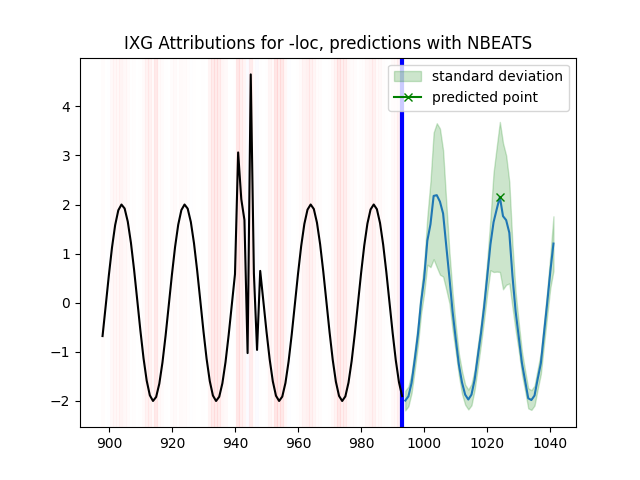 IXG Attributions for -loc, predictions with NBEATS
standard deviation
predicted point
4
3
2
1
0
−1
−2
900 920 940 960 980 1000 1020 1040